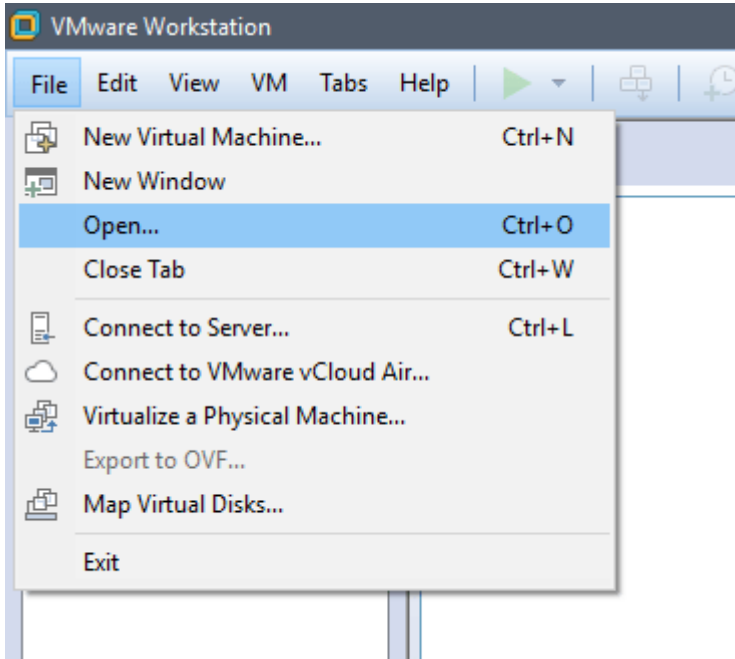 VMware Workstation
File Edit View VM Tabs Help
New Virtual Machine... Ctrl+N
New Window
Open... Ctrl+O
Close Tab Ctrl+W
Connect to Server... Ctrl+L
Connect to VMware vCloud Air...
Virtualize a Physical Machine...
Export to OVF...
Map Virtual Disks...
Exit